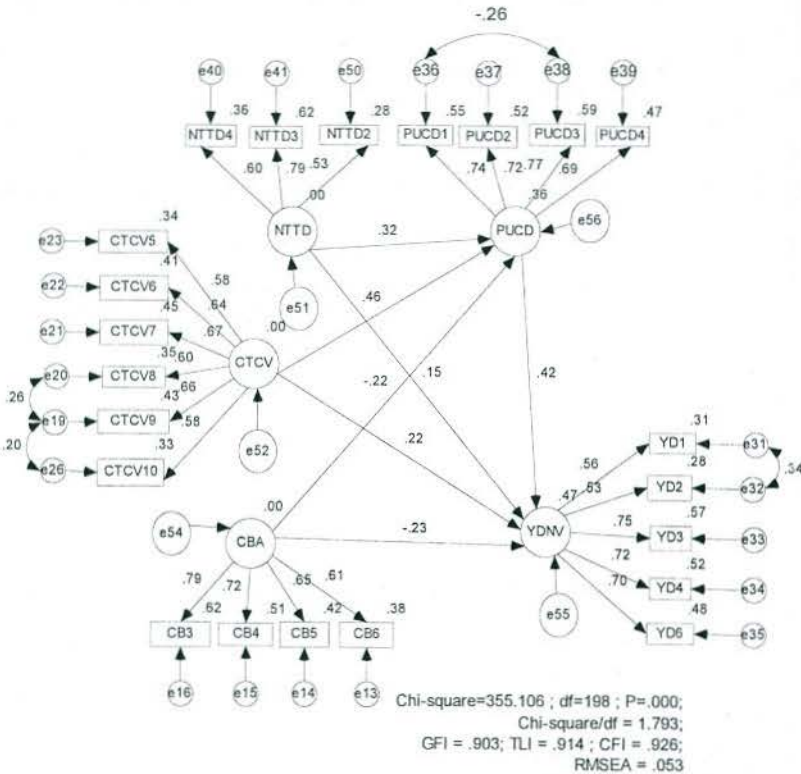 -.26
e40 e41 e50 e36 e37 e38 e39
.36 .62 .28 .55 .52 .59 .47
NTTD4 NTTD3 NTTD2 PUCD1 PUCD2 PUCD3 PUCD4
.60 .79 .53 .74 .72 .77 .69
.00 .36
NTTD PUCD e56
.32
e51
.34
e23 CTCV5
.41 .58
e22 CTCV6
.45 .64 .46
e21 CTCV7 .67 .00
.35 .60 CTCV
e20 CTCV8 -.22 .15 .42
.26 .43 .66
e19 CTCV9 .58
.20 .33 .22
e26 CTCV10 e52
.31
YD1 e31
.56 .28 .34
.47 .53 YD2 e32
.00 .57
e54 CBA -.23 YDNV .75 YD3 e33
.72 .52
YD4 e34
.70 .48
e55 YD6 e35
.79 .72 .65 .61
.62 .51 .42 .38
CB3 CB4 CB5 CB6
e16 e15 e14 e13
Chi-square=355.106 ; df=198 ; P=.000;
Chi-square/df = 1.793;
GFI = .903; TLI = .914 ; CFI = .926;
RMSEA = .053